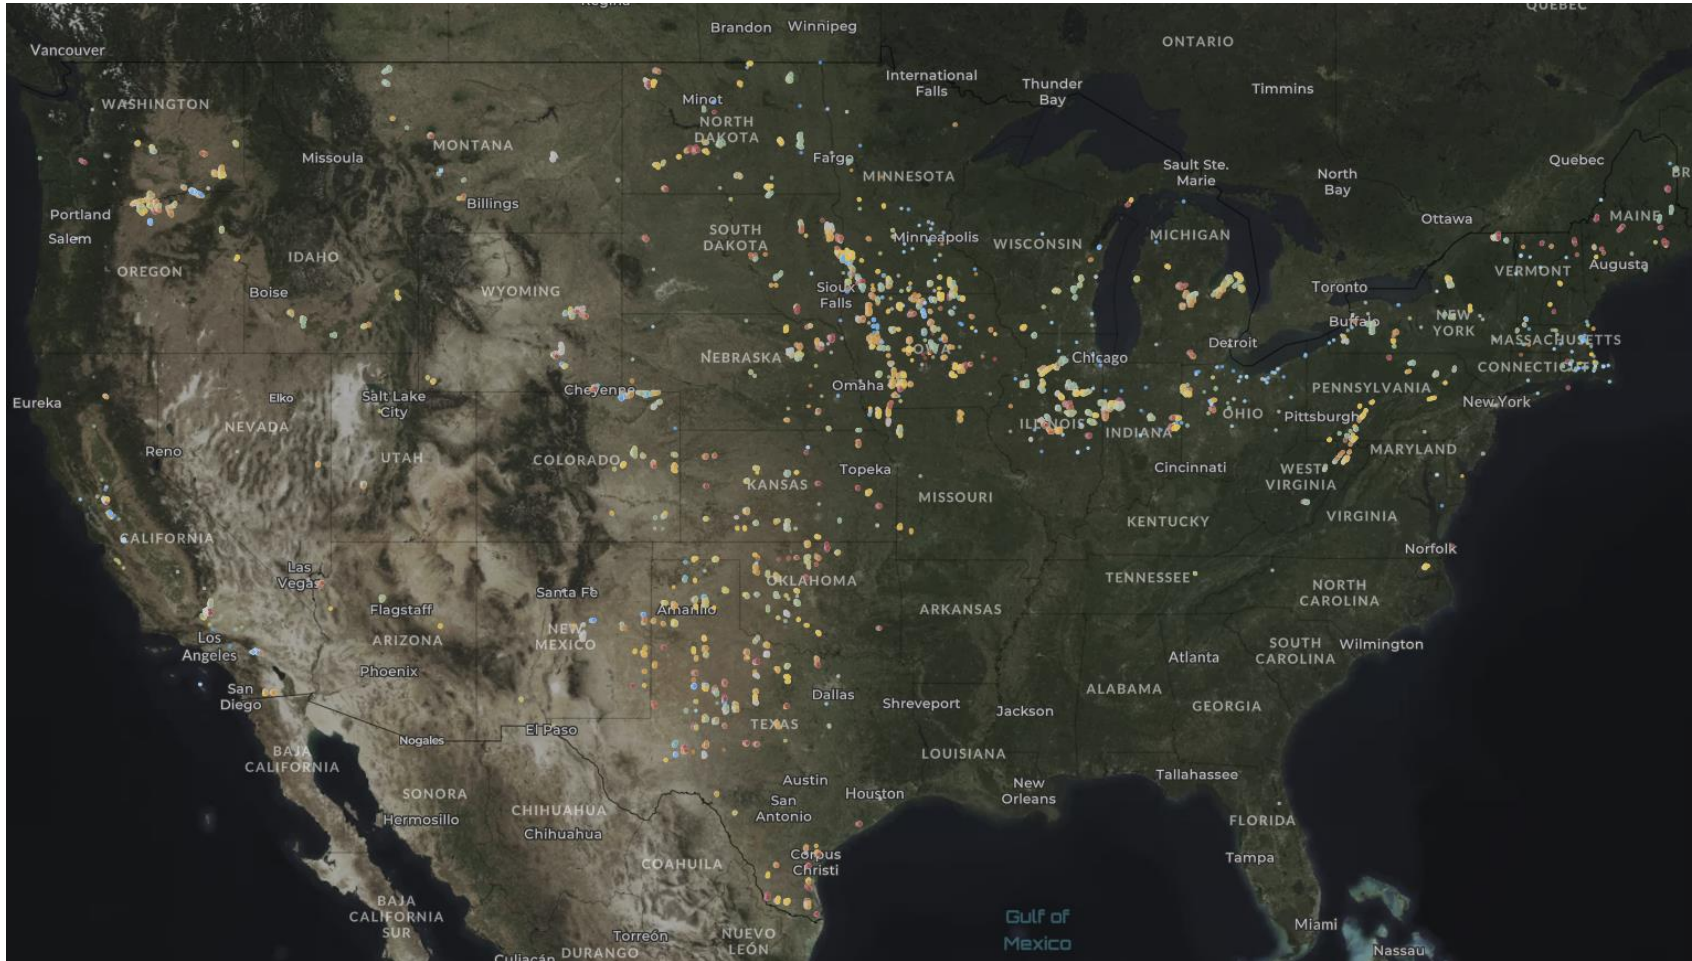 Regina
QUEBEC
Brandon
Winnipeg
Vancouver
ONTARIO
International
Falls
Thunder
Bay
Timmins
WASHINGTON
Minot
NORTH
DAKOTA
MONTANA
Missoula
Fargo
MINNESOTA
Sault Ste.
Marie
North
Bay
Quebec
BR
Billings
Portland
Salem
Ottawa
MAINE
SOUTH
DAKOTA
Minneapolis
WISCONSIN
MICHIGAN
IDAHO
OREGON
VERMONT
Augusta
Boise
WYOMING
Sioux
Falls
Toronto
Buffalo
NEW
YORK
MASSACHUSETTS
Detroit
NEBRASKA
IOWA
Chicago
CONNECTICUT
Omaha
Cheyenne
PENNSYLVANIA
Eureka
Elko
Salt Lake
City
New York
NEVADA
ILLINOIS
INDIANA
OHIO
Pittsburgh
Reno
UTAH
COLORADO
Topeka
Cincinnati
MARYLAND
KANSAS
MISSOURI
WEST
VIRGINIA
KENTUCKY
VIRGINIA
CALIFORNIA
Norfolk
Las
Vegas
OKLAHOMA
TENNESSEE
Santa Fe
NORTH
CAROLINA
Flagstaff
Amarillo
ARKANSAS
ARIZONA
NEW
MEXICO
Los
Angeles
SOUTH
CAROLINA
Wilmington
Atlanta
Phoenix
San
Diego
Dallas
ALABAMA
Shreveport
Jackson
GEORGIA
El Paso
TEXAS
Nogales
BAJA
CALIFORNIA
LOUISIANA
Austin
Tallahassee
SONORA
Houston
New
Orleans
San
Antonio
CHIHUAHUA
Hermosillo
Chihuahua
FLORIDA
COAHUILA
Corpus
Christi
Tampa
BAJA
CALIFORNIA
SUR
Gulf of
Mexico
Miami
Torreón
NUEVO
LEÓN
Culiacán
DURANGO
Nassau